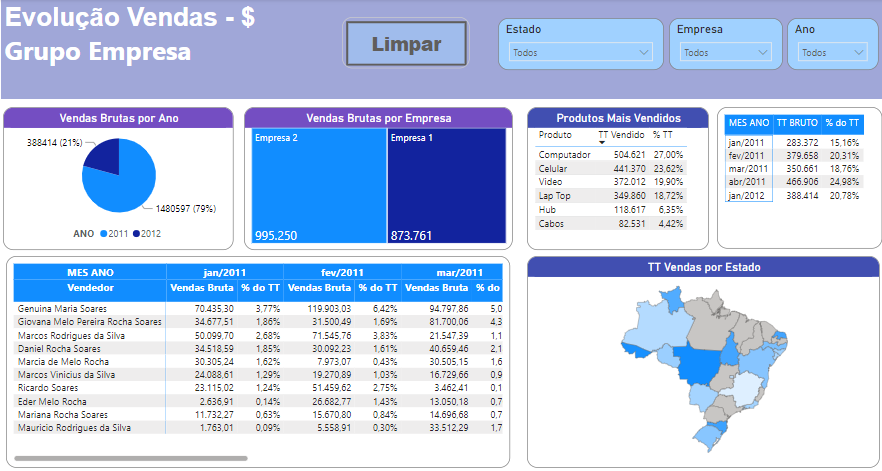 Evolução Vendas - $
Grupo Empresa
Limpar
Estado
Todos
Empresa
Todos
Ano
Todos
Vendas Brutas por Ano
388414 (21%)
1480597 (79%)
ANO 2011 2012
Vendas Brutas por Empresa
Empresa 2
995.250
Empresa 1
873.761
Produtos Mais Vendidos
Produto TT Vendido % TT
Computador 504.621 27,00%
Celular 441.370 23,62%
Video 372.012 19,90%
Lap Top 349.860 18,72%
Hub 118.617 6,35%
Cabos 82.531 4,42%
MES ANO TT BRUTO % do TT
jan/2011 283.372 15,16%
fev/2011 379.658 20,31%
mar/2011 350.661 18,76%
abr/2011 466.906 24,98%
jan/2012 388.414 20,78%
MES ANO jan/2011 fev/2011 mar/2011
Vendedor Vendas Bruta % do TT Vendas Bruta % do TT Vendas Bruta % do
Genuina Maria Soares 70.435,30 3,77% 119.903,03 6,42% 94.797,86 5,0
Giovana Melo Pereira Rocha Soares 34.677,51 1,86% 31.500,49 1,69% 81.700,06 4,3
Marcos Rodrigues da Silva 50.099,70 2,68% 71.545,76 3,83% 21.547,39 1,1
Daniel Rocha Soares 34.518,59 1,85% 30.092,23 1,61% 40.659,46 2,1
Marcia de Melo Rocha 30.305,24 1,62% 7.973,07 0,43% 30.505,15 1,6
Marcos Vinicius da Silva 24.088,61 1,29% 19.270,89 1,03% 16.729,66 0,9
Ricardo Soares 23.115,02 1,24% 51.459,62 2,75% 3.462,41 0,1
Eder Melo Rocha 2.636,91 0,14% 26.682,77 1,43% 13.050,18 0,7
Mariana Rocha Soares 11.732,27 0,63% 15.670,80 0,84% 14.696,68 0,7
Mauricio Rodrigues da Silva 1.763,01 0,09% 5.558,91 0,30% 33.512,29 1,7
TT Vendas por Estado